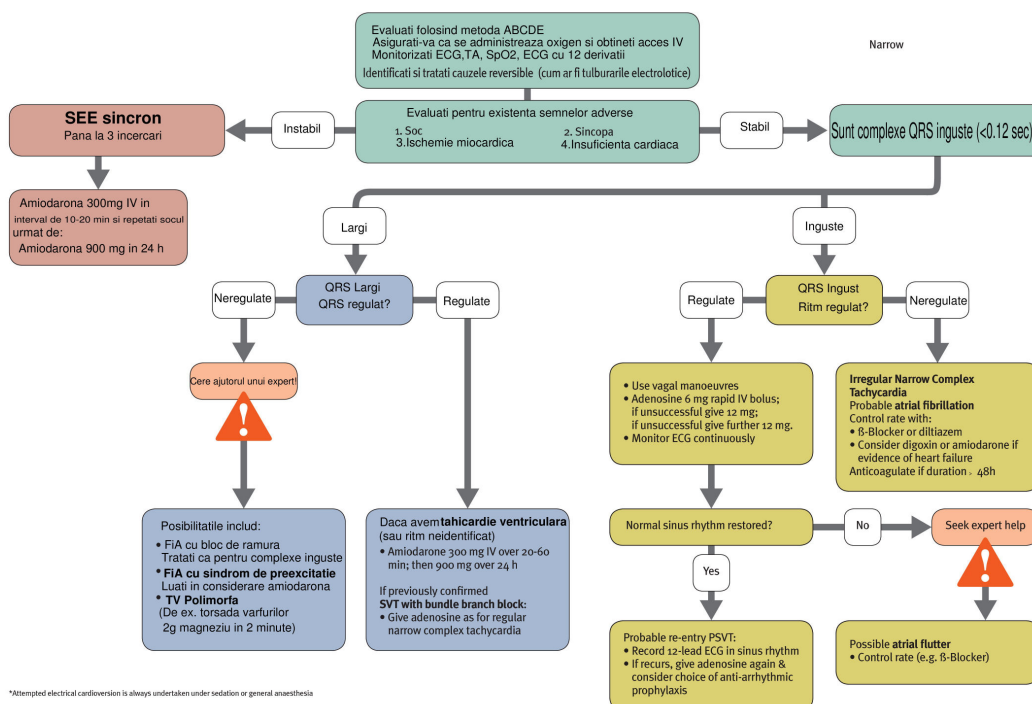 Evaluati folosind metoda ABCDE
Asigurati-va ca se administreaza oxigen si obtineti acces IV
Monitorizati ECG,TA, SpO2, ECG cu 12 derivatii
Identificati si tratati cauzele reversible (cum ar fi tulburarile electrolotice)
Narrow
SEE sincron
Pana la 3 incercari
Instabil
Evaluati pentru existenta semnelor adverse
1. Soc
2. Sincopa
3.Ischemie miocardica
4.Insuficienta cardiaca
Stabil
Sunt complexe QRS inguste (<0.12 sec)
Amiodarona 300mg IV in
interval de 10-20 min si repetati socul
urmat de:
Amiodarona 900 mg in 24 h
Largi
Inguste
Neregulate
QRS Largi
QRS regulat?
Regulate
Regulate
QRS Ingust
Ritm regulat?
Neregulate
Cere ajutorul unui expert!
!
• Use vagal manoeuvres
• Adenosine 6 mg rapid IV bolus;
if unsuccessful give 12 mg;
if unsuccessful give further 12 mg.
• Monitor ECG continuously
Irregular Narrow Complex
Tachycardia
Probable atrial fibrillation
Control rate with:
• ß-Blocker or diltiazem
• Consider digoxin or amiodarone if
evidence of heart failure
Anticoagulate if duration > 48h
Posibilitatile includ:
• FiA cu bloc de ramura
Tratati ca pentru complexe inguste
• FiA cu sindrom de preexcitatie
Luati in considerare amiodarona
• TV Polimorfa
(De ex. torsada varfurilor
2g magneziu in 2 minute)
Daca avem tahicardie ventriculara
(sau ritm neidentificat)
• Amiodarone 300 mg IV over 20-60
min; then 900 mg over 24 h
If previously confirmed
SVT with bundle branch block:
• Give adenosine as for regular
narrow complex tachycardia
Normal sinus rhythm restored?
No
Seek expert help
!
Yes
Probable re-entry PSVT:
• Record 12-lead ECG in sinus rhythm
• If recurs, give adenosine again &
consider choice of anti-arrhythmic
prophylaxis
Possible atrial flutter
• Control rate (e.g. ß-Blocker)
*Attempted electrical cardioversion is always undertaken under sedation or general anaesthesia